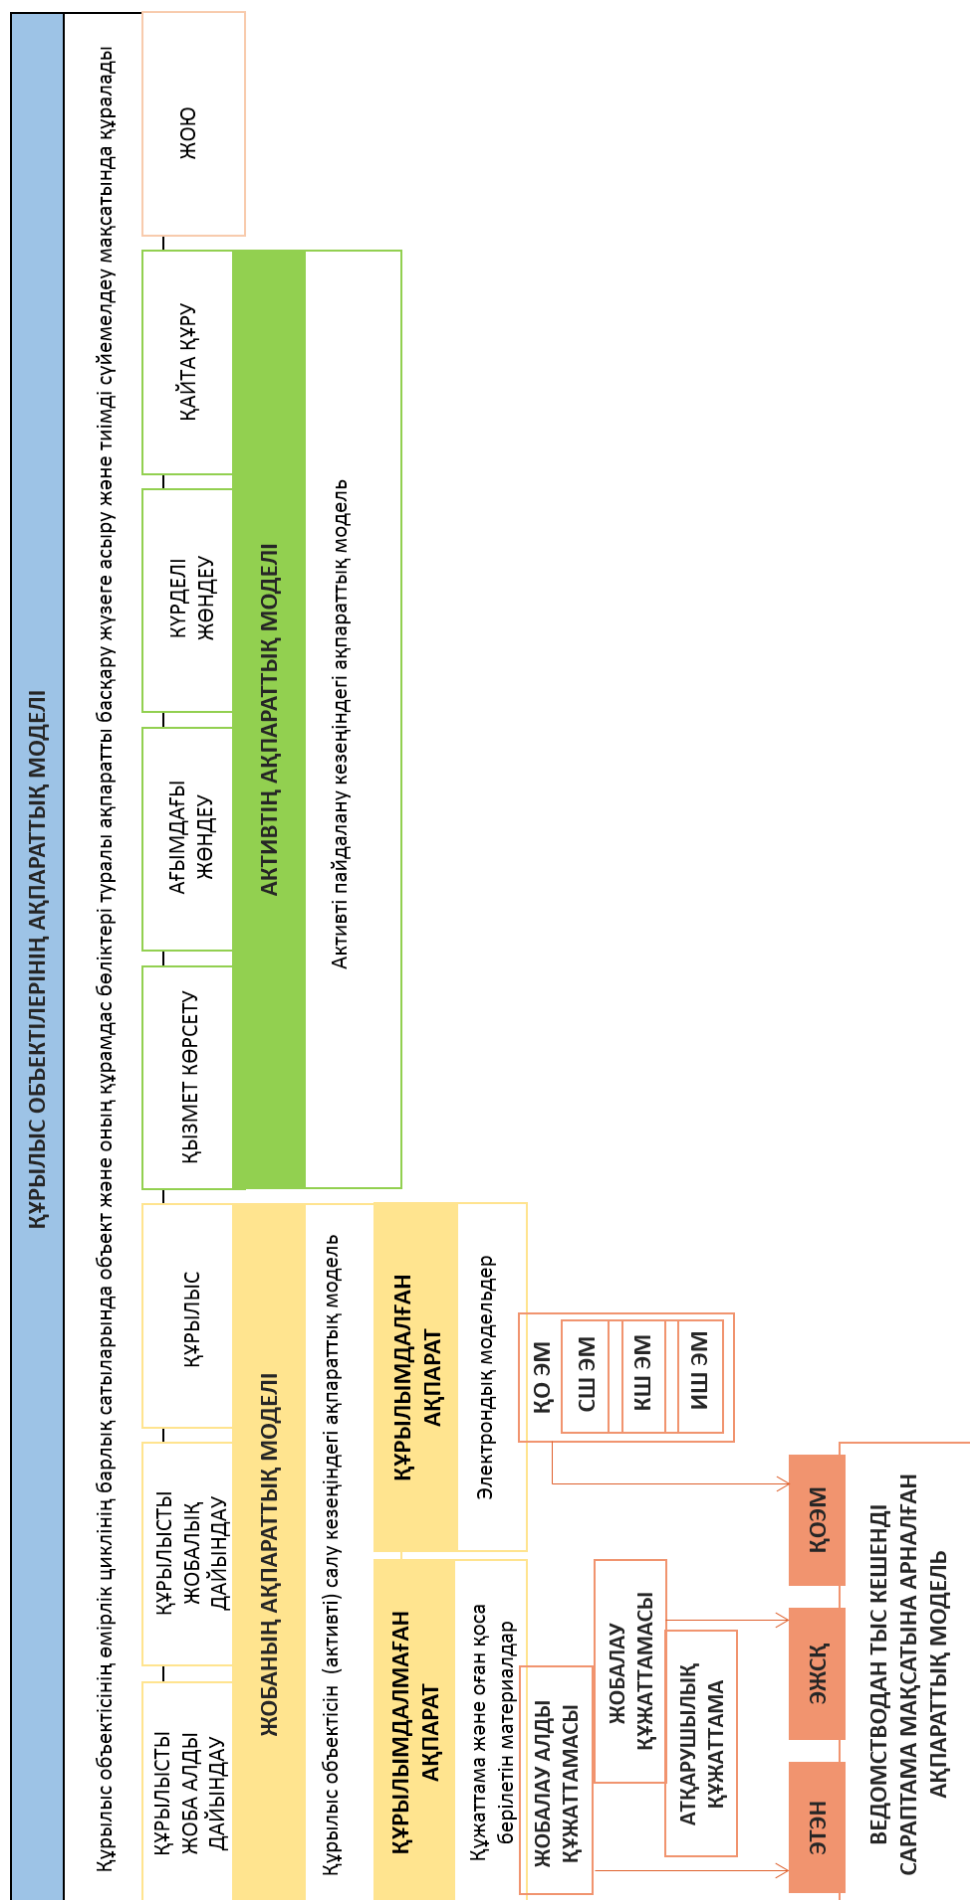 ҚҰРЫЛЫС ОБЪЕКТІЛЕРІНІҢ АҚПАРАТТЫҚ МОДЕЛІ
Құрылыс объектісінің өмірлік циклінің барлық сатыларында объект және оның құрамдас бөліктері туралы ақпаратты басқару жүзеге асыру және тиімді сүйемелдеу мақсатында құралады
ҚҰРЫЛЫСТЫ
ЖОБА АЛДЫ
ДАЙЫНДАУ
ҚҰРЫЛЫСТЫ
ЖОБАЛЫҚ
ДАЙЫНДАУ
ҚҰРЫЛЫС
ҚЫЗМЕТ КӨРСЕТУ
АҒЫМДАҒЫ
ЖӨНДЕУ
КҮРДЕЛІ
ЖӨНДЕУ
ҚАЙТА ҚҰРУ
ЖОЮ
ЖОБАНЫҢ АҚПАРАТТЫҚ МОДЕЛІ
АКТИВТІҢ АҚПАРАТТЫҚ МОДЕЛІ
Құрылыс объектісін (активті) салу кезеңіндегі ақпараттық модель
Активті пайдалану кезеңіндегі ақпараттық модель
ҚҰРЫЛЫМДАЛМАҒАН
АҚПАРАТ
ҚҰРЫЛЫМДАЛҒАН
АҚПАРАТ
Құжаттама және оған қоса
берілетін материалдар
Электрондық модельдер
ЖОБАЛАУ АЛДЫ
ҚҰЖАТТАМАСЫ
ЖОБАЛАУ
ҚҰЖАТТАМАСЫ
АТҚАРУШЫЛЫҚ
ҚҰЖАТТАМА
ҚО ЭМ
СШ ЭМ
КШ ЭМ
ИШ ЭМ
ЭТЭН
ЭЖСҚ
ҚОЭМ
ВЕДОМСТВОДАН ТЫС КЕШЕНДІ
САРАПТАМА МАҚСАТЫНА АРНАЛҒАН
АҚПАРАТТЫҚ МОДЕЛЬ